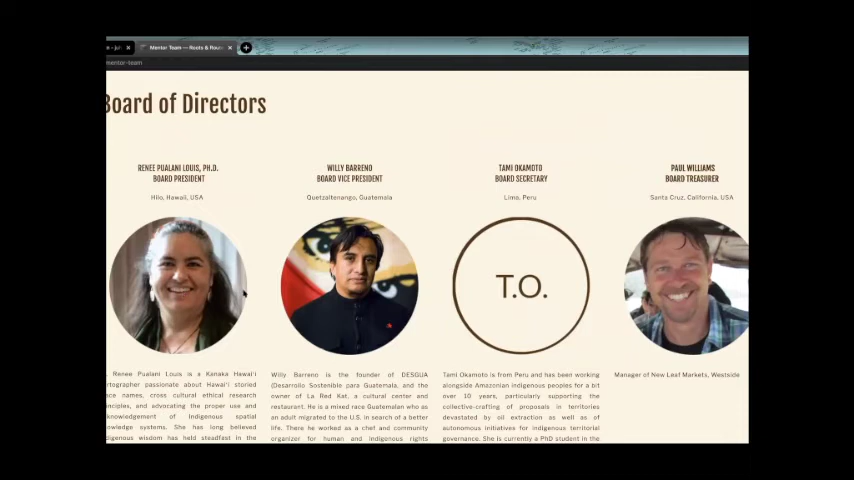 Mentor Team — Roots & Rout
mentor-team
Board of Directors
RENEE PUALANI LOUIS, PH.D.
BOARD PRESIDENT
Hilo, Hawaii, USA
WILLY BARRENO
BOARD VICE PRESIDENT
Quetzaltenango, Guatemala
TAMI OKAMOTO
BOARD SECRETARY
Lima, Peru
PAUL WILLIAMS
BOARD TREASURER
Santa Cruz, California, USA
T.O.
. Renee Pualani Louis is a Kanaka Hawai'i
rtographer passionate about Hawai'i storied
ace names, cross cultural ethical research
inciples, and advocating the proper use and
knowledgement of Indigenous spatial
owledge systems. She has long believed
digenous wisdom has held steadfast in the
Willy Barreno is the founder of DESGUA
(Desarrollo Sostenible para Guatemala, and the
owner of La Red Kat, a cultural center and
restaurant. He is a mixed race Guatemalan who as
an adult migrated to the U.S. in search of a better
life. There he worked as a chef and community
organizer for human and indigenous rights
Tami Okamoto is from Peru and has been working
alongside Amazonian indigenous peoples for a bit
over 10 years, particularly supporting the
collective-crafting of proposals in territories
devastated by oil extraction as well as of
autonomous initiatives for indigenous territorial
governance. She is currently a PhD student in the
Manager of New Leaf Markets, Westside